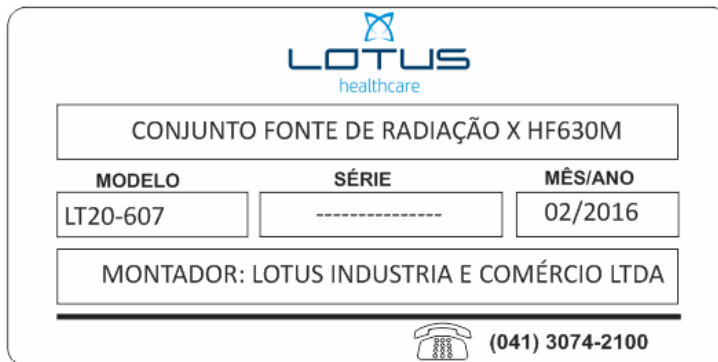 LOTUS
healthcare
CONJUNTO FONTE DE RADIAÇÃO X HF630M
MODELO SÉRIE MÊS/ANO
LT20-607 --------------- 02/2016
MONTADOR: LOTUS INDUSTRIA E COMÉRCIO LTDA
(041) 3074-2100